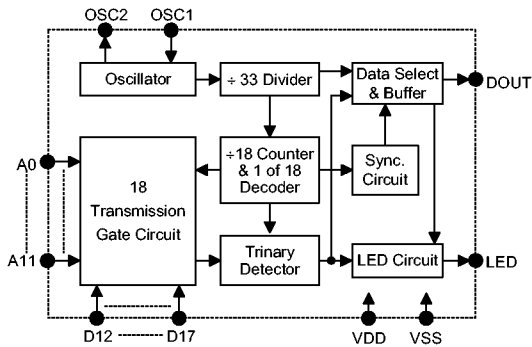 OSC2 OSC1
Oscillator
÷ 33 Divider
Data Select
& Buffer
DOUT
A0
18
Transmission
Gate Circuit
÷18 Counter
& 1 of 18
Decoder
Sync.
Circuit
A11
Trinary
Detector
LED Circuit
LED
D12 D17
VDD VSS